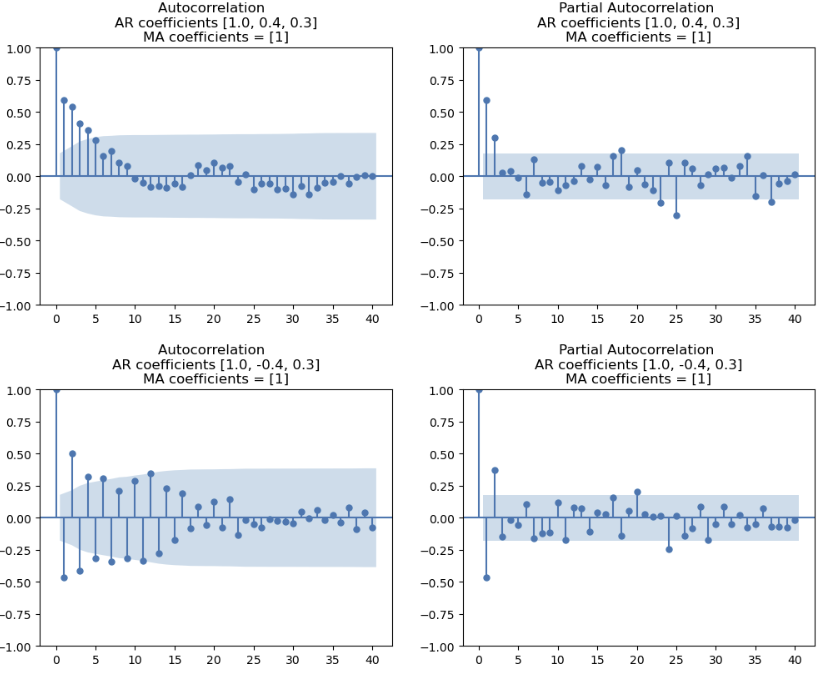 Autocorrelation
AR coefficients [1.0, 0.4, 0.3]
MA coefficients = [1]
1.00
0.75
0.50
0.25
0.00
−0.25
−0.50
−0.75
−1.00
0 5 10 15 20 25 30 35 40
Partial Autocorrelation
AR coefficients [1.0, 0.4, 0.3]
MA coefficients = [1]
1.00
0.75
0.50
0.25
0.00
−0.25
−0.50
−0.75
−1.00
0 5 10 15 20 25 30 35 40
Autocorrelation
AR coefficients [1.0, -0.4, 0.3]
MA coefficients = [1]
1.00
0.75
0.50
0.25
0.00
−0.25
−0.50
−0.75
−1.00
0 5 10 15 20 25 30 35 40
Partial Autocorrelation
AR coefficients [1.0, -0.4, 0.3]
MA coefficients = [1]
1.00
0.75
0.50
0.25
0.00
−0.25
−0.50
−0.75
−1.00
0 5 10 15 20 25 30 35 40